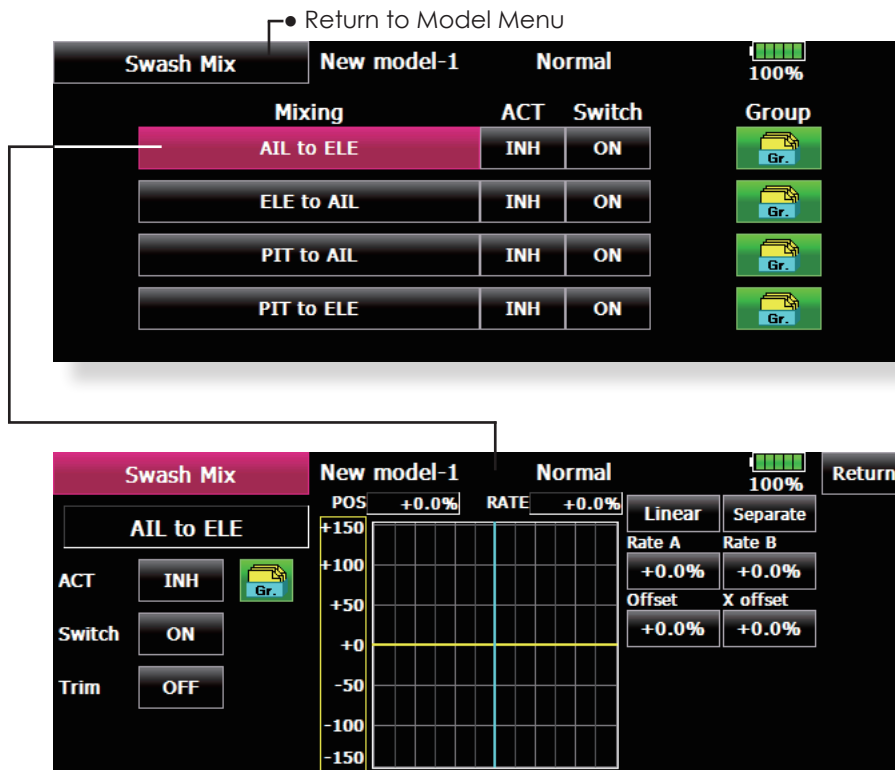 Return to Model Menu
Swash Mix New model-1 Normal 100%
Mixing ACT Switch Group
AIL to ELE INH ON Gr.
ELE to AIL INH ON Gr.
PIT to AIL INH ON Gr.
PIT to ELE INH ON Gr.
Swash Mix New model-1 Normal 100% Return
POS +0.0% RATE +0.0%
AIL to ELE
Linear Separate
ACT INH Gr.
Switch ON
Trim OFF
+150
+100
+50
+0
-50
-100
-150
Rate A Rate B
+0.0% +0.0%
Offset X offset
+0.0% +0.0%